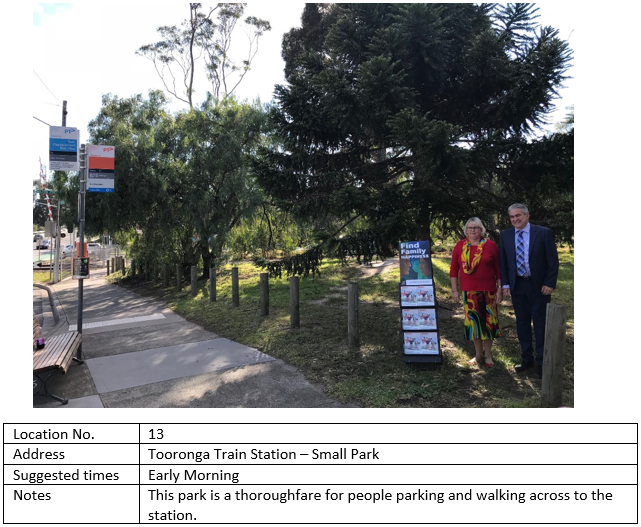 Find
Family
HAPPINESS
Location No. 13
Address Tooronga Train Station – Small Park
Suggested times Early Morning
Notes This park is a thoroughfare for people parking and walking across to the
station.